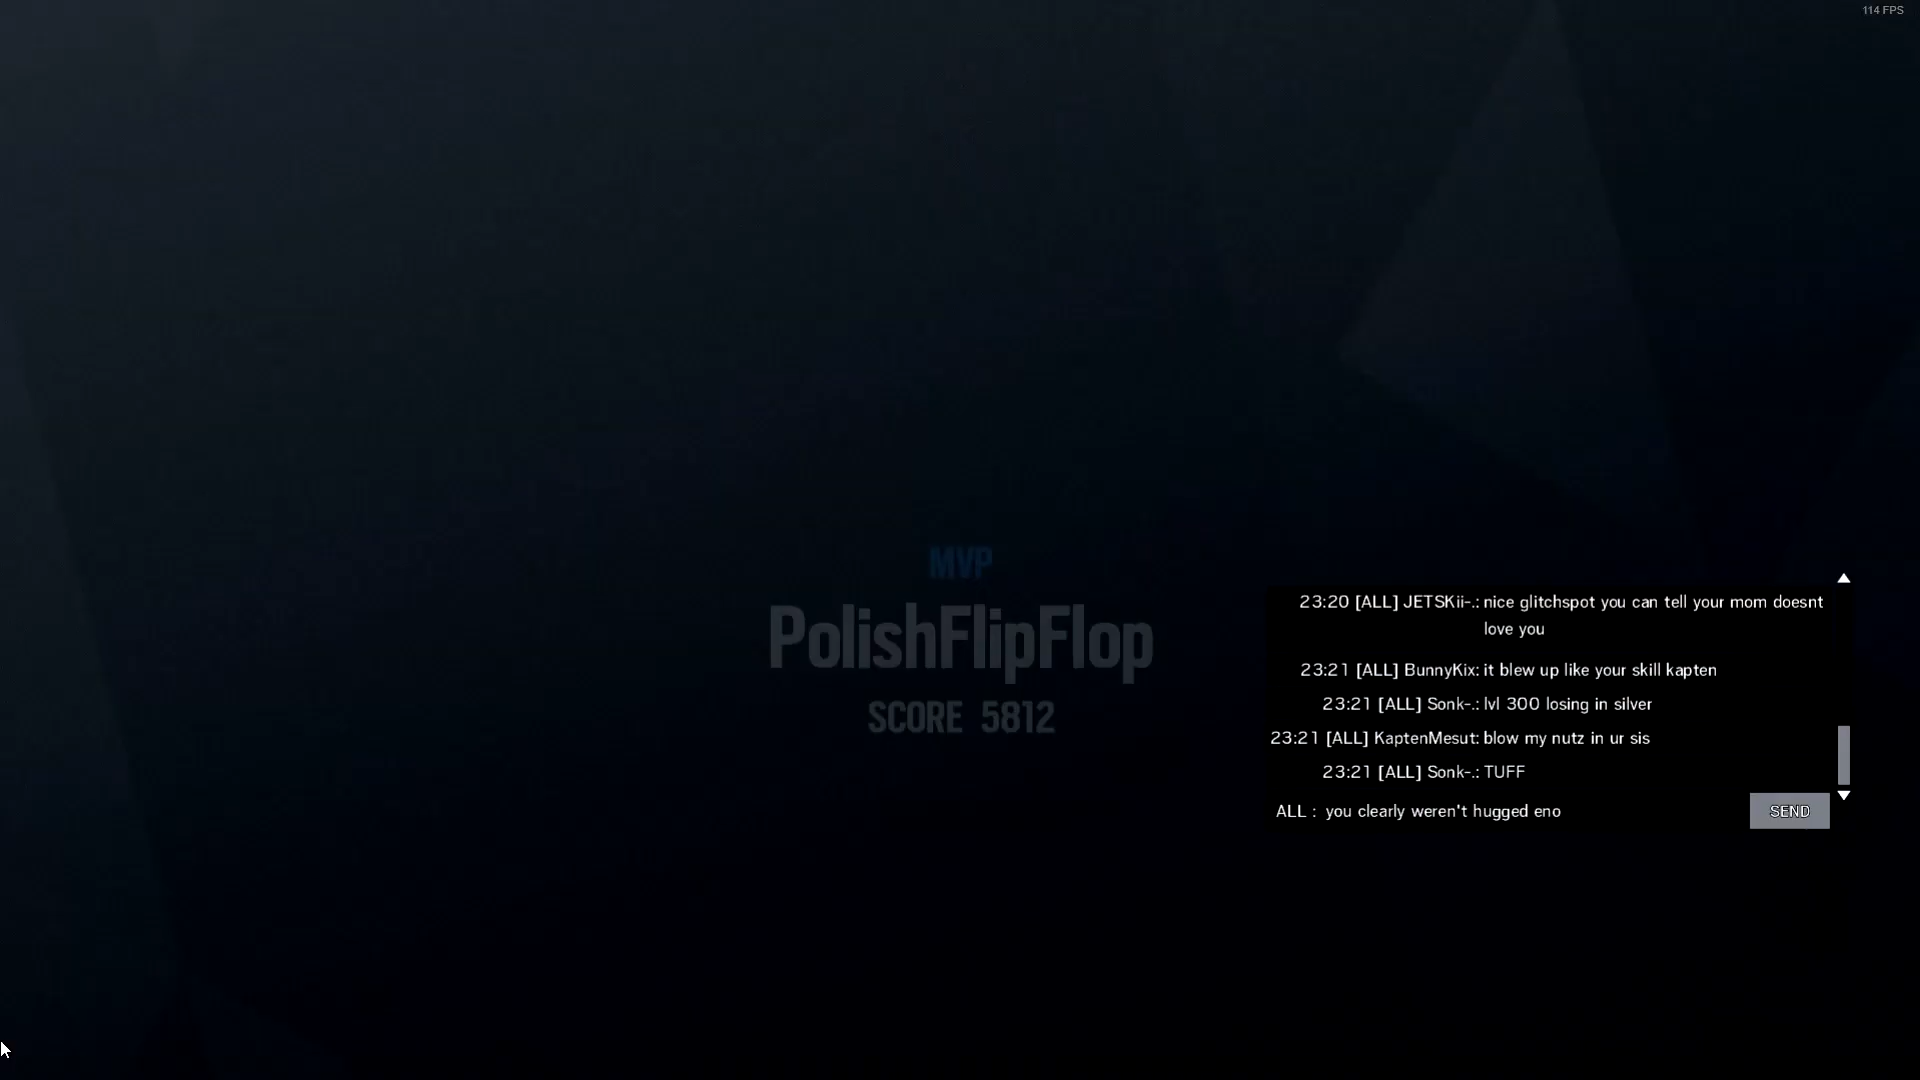 114 FPS
MVP
PolishFlipFlop
SCORE 5812
23:20 [ALL] JETSKii-.: nice glitchspot you can tell your mom doesnt
love you
23:21 [ALL] BunnyKix: it blew up like your skill kapten
23:21 [ALL] Sonk-.: lvl 300 losing in silver
23:21 [ALL] KaptenMesut: blow my nutz in ur sis
23:21 [ALL] Sonk-.: TUFF
ALL : you clearly weren't hugged eno
SEND